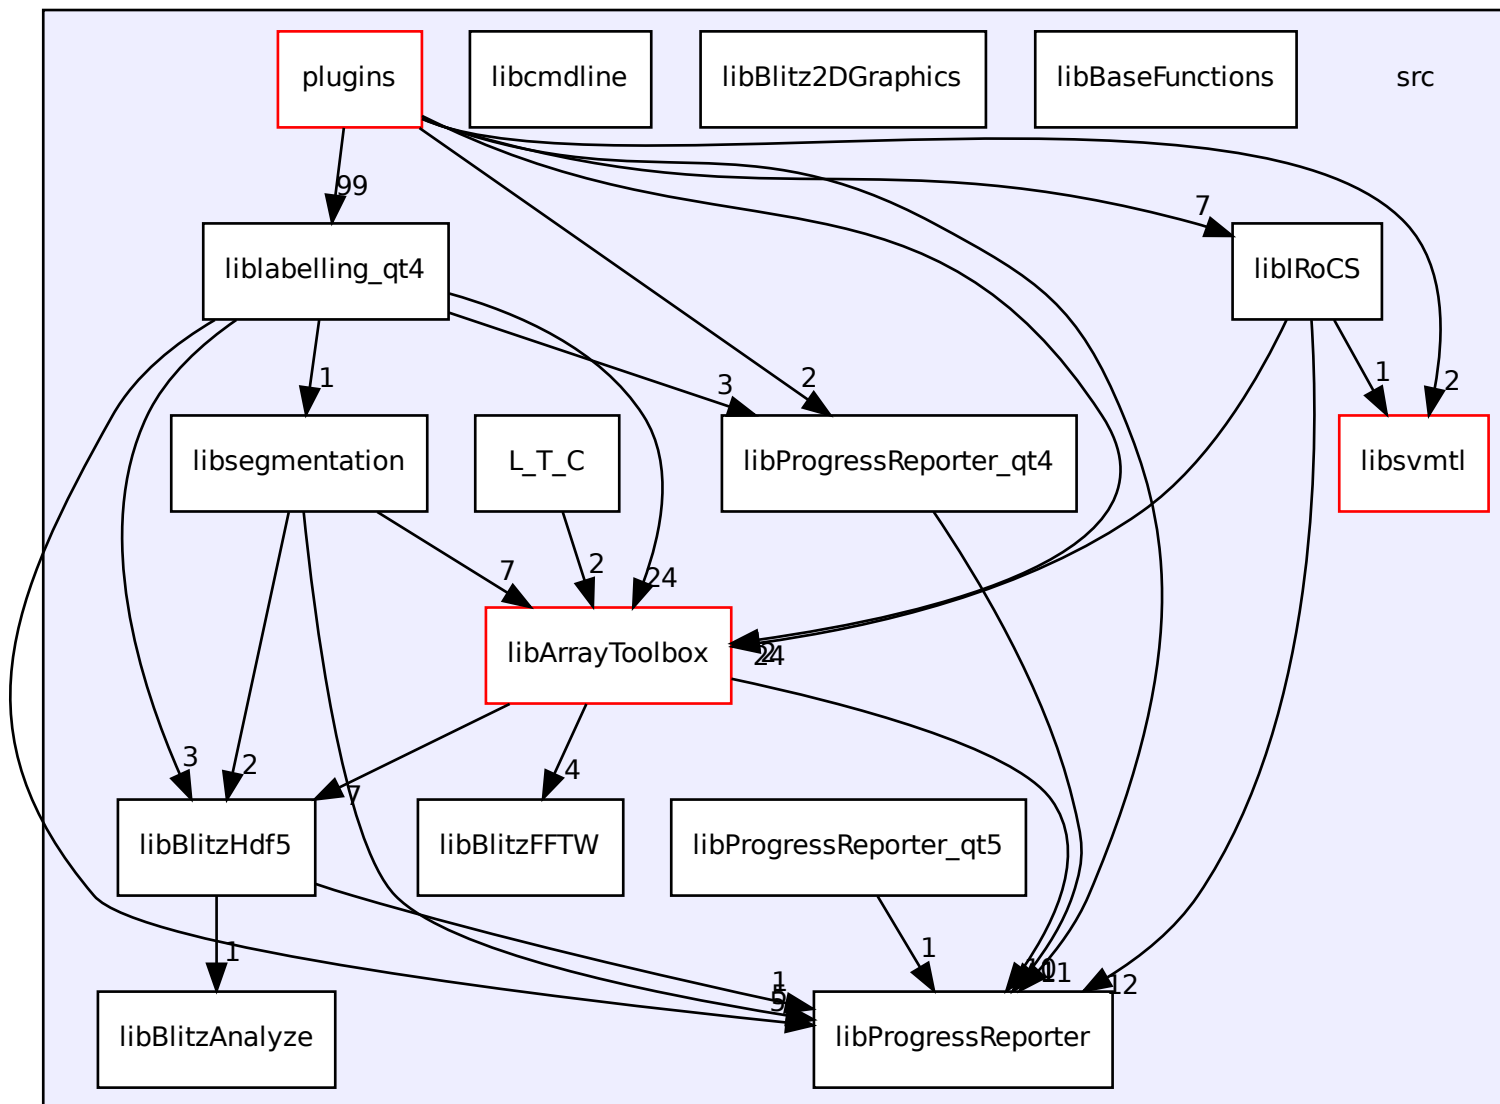 plugins
libcmdline
libBlitz2DGraphics
libBaseFunctions
src
99
7
liblabelling_qt4
libIRoCS
1
3
2
1
2
libsegmentation
L_T_C
libProgressReporter_qt4
libsvmtl
7
2
24
libArrayToolbox
24
3
2
7
4
libBlitzHdf5
libBlitzFFTW
libProgressReporter_qt5
1
1
10
11
12
1
5
libBlitzAnalyze
libProgressReporter